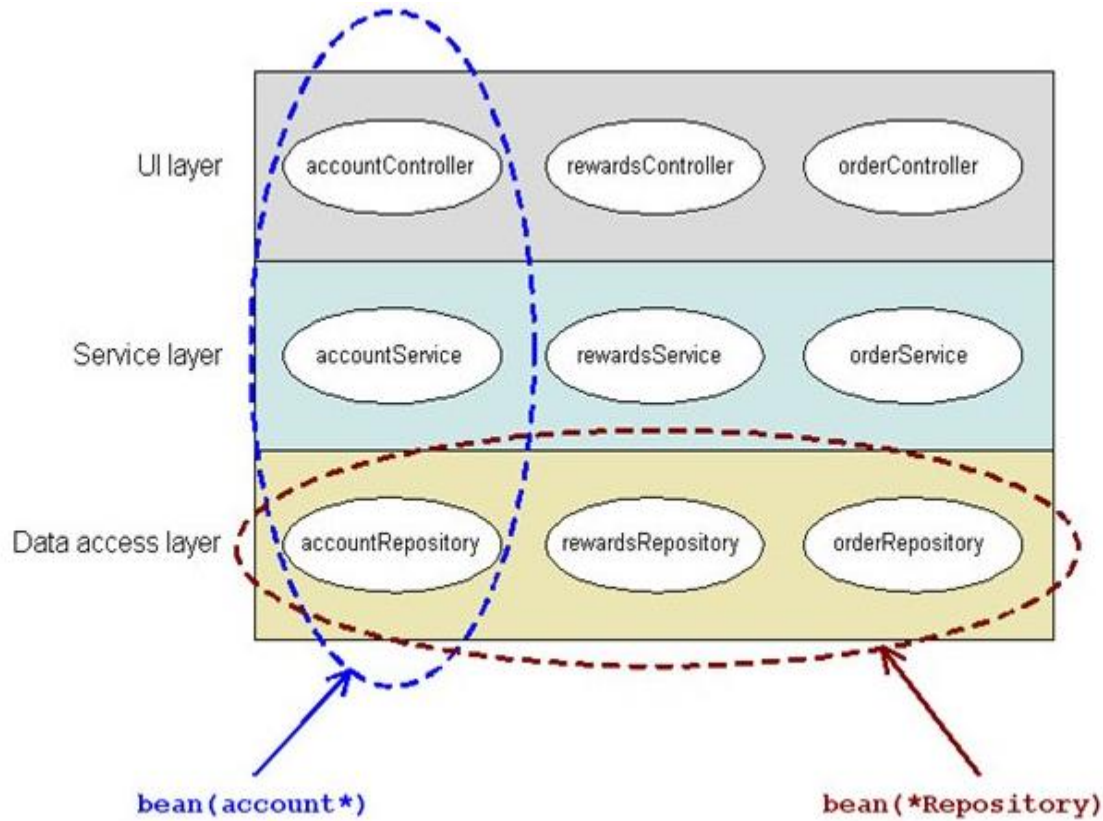 UI layer
accountController
rewardsController
orderController
Service layer
accountService
rewardsService
orderService
Data access layer
accountRepository
rewardsRepository
orderRepository
bean(account*)
bean(*Repository)